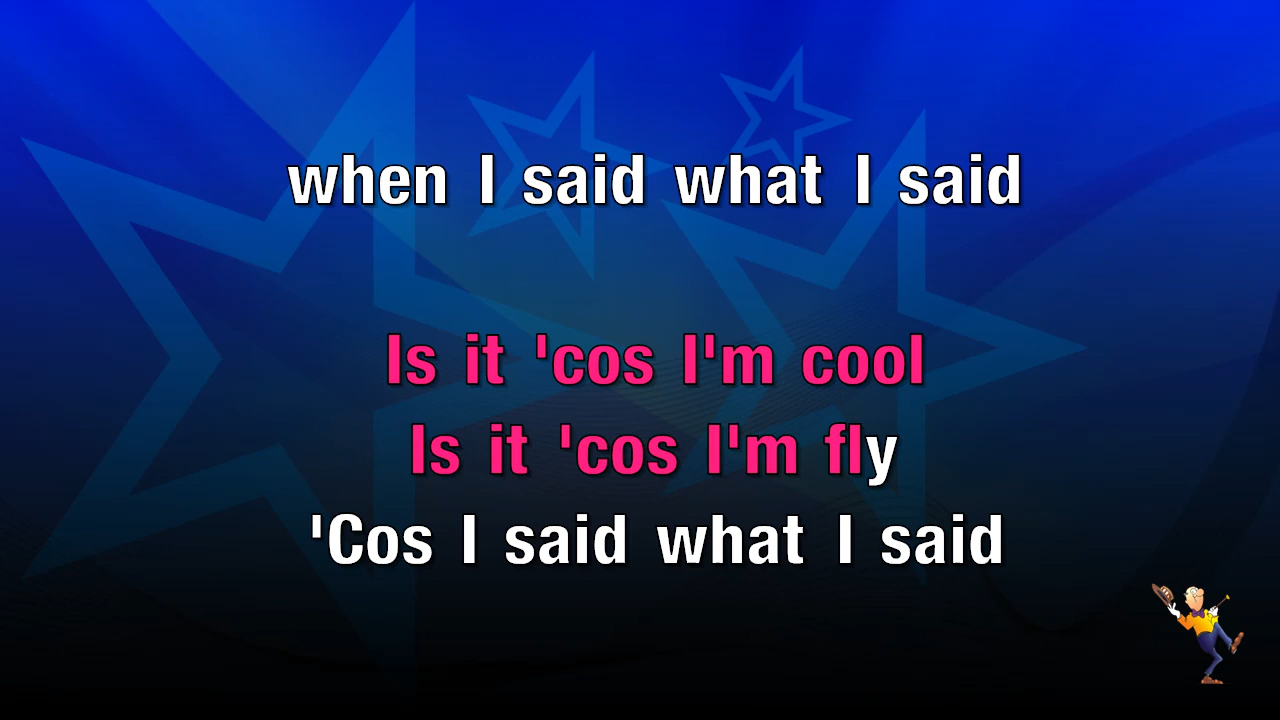 when I said what I said
Is it 'cos I'm cool
Is it 'cos I'm fly
'Cos I said what I said